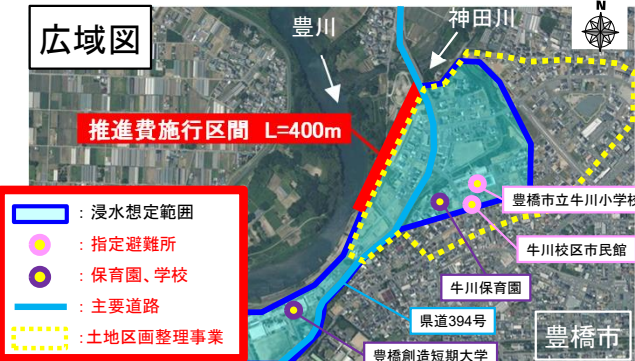 広域図
豊川
神田川
N
推進費施行区間 L=400m
：浸水想定範囲
：指定避難所
：保育園、学校
：主要道路
：土地区画整理事業
豊橋市立牛川小学校
牛川校区市民館
牛川保育園
県道394号
豊橋創造短期大学
豊橋市